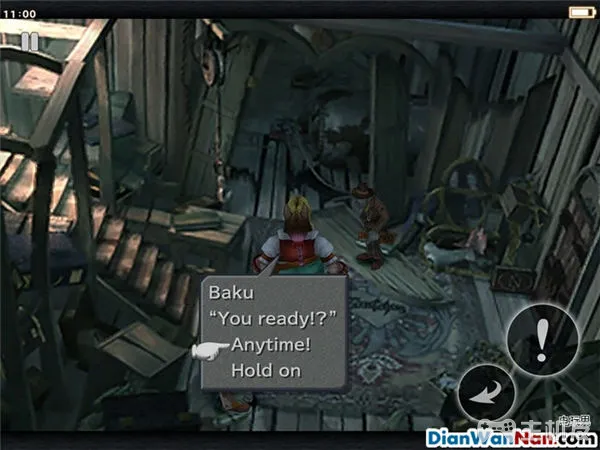 11:00
Baku
“You ready!?”
Anytime!
Hold on
DianWanNan.com